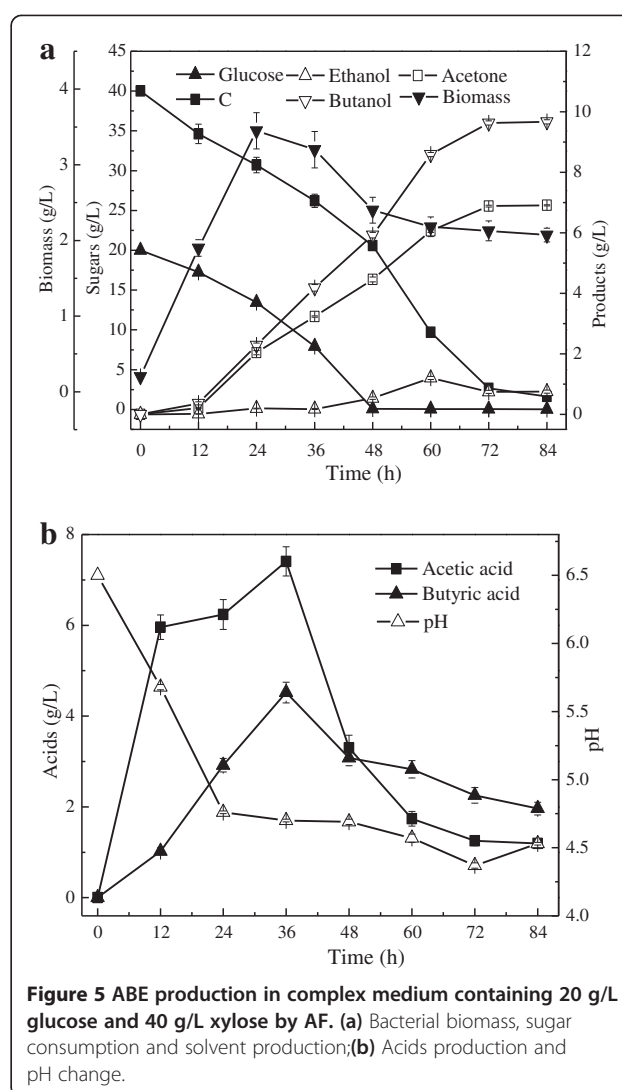 a
Glucose
Ethanol
Acetone
C
Butanol
Biomass
Biomass (g/L)
4
3
2
1
0
Sugars (g/L)
45
40
35
30
25
20
15
10
5
0
Products (g/L)
12
10
8
6
4
2
0
0 12 24 36 48 60 72 84
Time (h)
b
Acetic acid
Butyric acid
pH
Acids (g/L)
8
6
4
2
0
pH
6.5
6.0
5.5
5.0
4.5
4.0
0 12 24 36 48 60 72 84
Time (h)
Figure 5 ABE production in complex medium containing 20 g/L
glucose and 40 g/L xylose by AF. (a) Bacterial biomass, sugar
consumption and solvent production;(b) Acids production and
pH change.